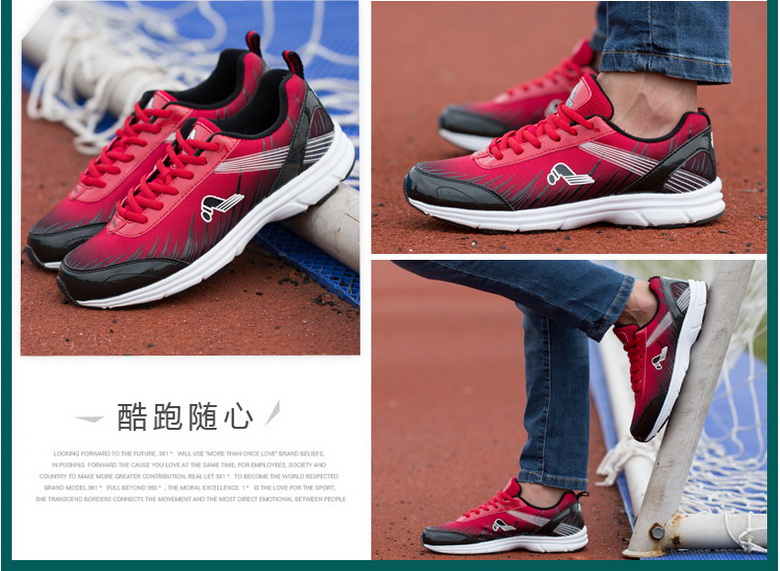 酷跑随心
LOOKING FORWARD TO THE FUTURE, 361° WILL USE "MORE THAN ONCE LOVE" BRAND BELIEFS,
IN PUSHING FORWARD THE CAUSE YOU LOVE AT THE SAME TIME, FOR EMPLOYEES, SOCIETY AND
COUNTRY TO MAKE MORE GREATER CONTRIBUTION, REAL LET 361° TO BECOME THE WORLD RESPECTED
BRAND MODEL.361° PULL BEYOND 360°, THE MORAL EXCELLENCE. 1° IS THE LOVE FOR THE SPORT,
SHE TRANSCEND BORDERS CONNECTS THE MOVEMENT AND THE MOST DIRECT EMOTIONAL BETWEEN PEOPLE